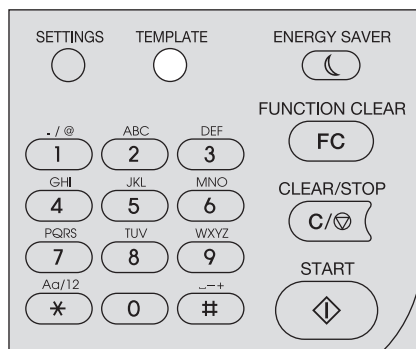 SETTINGS TEMPLATE ENERGY SAVER
FUNCTION CLEAR
FC
. / @ ABC DEF
1 2 3
GHI JKL MNO
4 5 6
CLEAR/STOP
C/
PQRS TUV WXYZ
7 8 9
START
Aa/12 ⎵–+
* 0 #